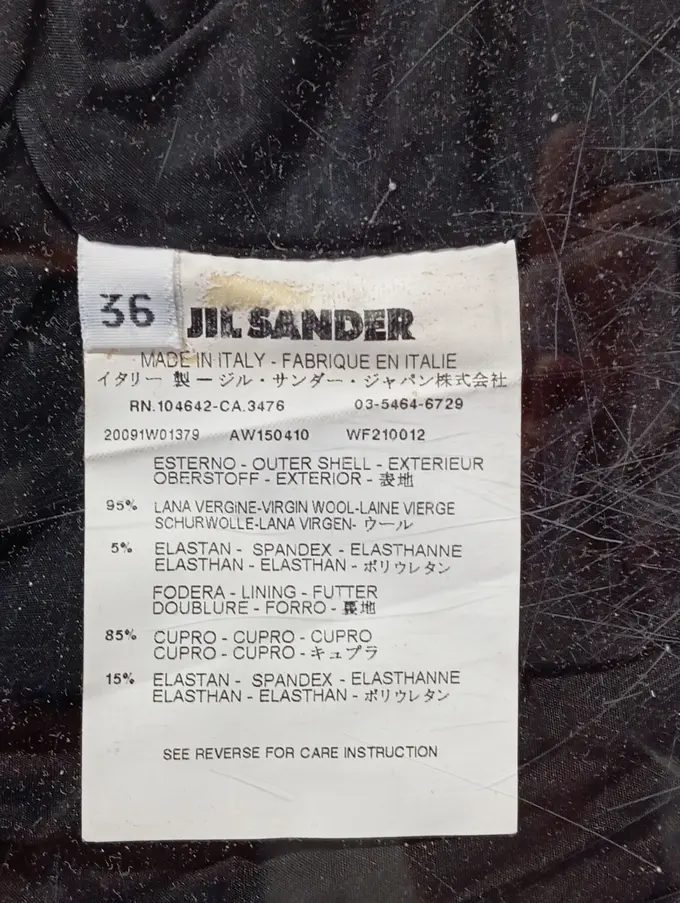 36
JIL SANDER
MADE IN ITALY - FABRIQUE EN ITALIE
イタリー 製 ー ジル・サンダー・ジャパン株式会社
RN.104642-CA.3476 03-5464-6729
20091W01379 AW150410 WF210012
ESTERNO - OUTER SHELL - EXTERIEUR
OBERSTOFF - EXTERIOR - 表地
95% LANA VERGINE-VIRGIN WOOL-LAINE VIERGE
SCHURWOLLE-LANA VIRGEN- ウール
5% ELASTAN - SPANDEX - ELASTHANNE
ELASTHAN - ELASTHAN - ポリウレタン
FODERA - LINING - FUTTER
DOUBLURE - FORRO - 裏地
85% CUPRO - CUPRO - CUPRO
CUPRO - CUPRO - キュプラ
15% ELASTAN - SPANDEX - ELASTHANNE
ELASTHAN - ELASTHAN - ポリウレタン
SEE REVERSE FOR CARE INSTRUCTION